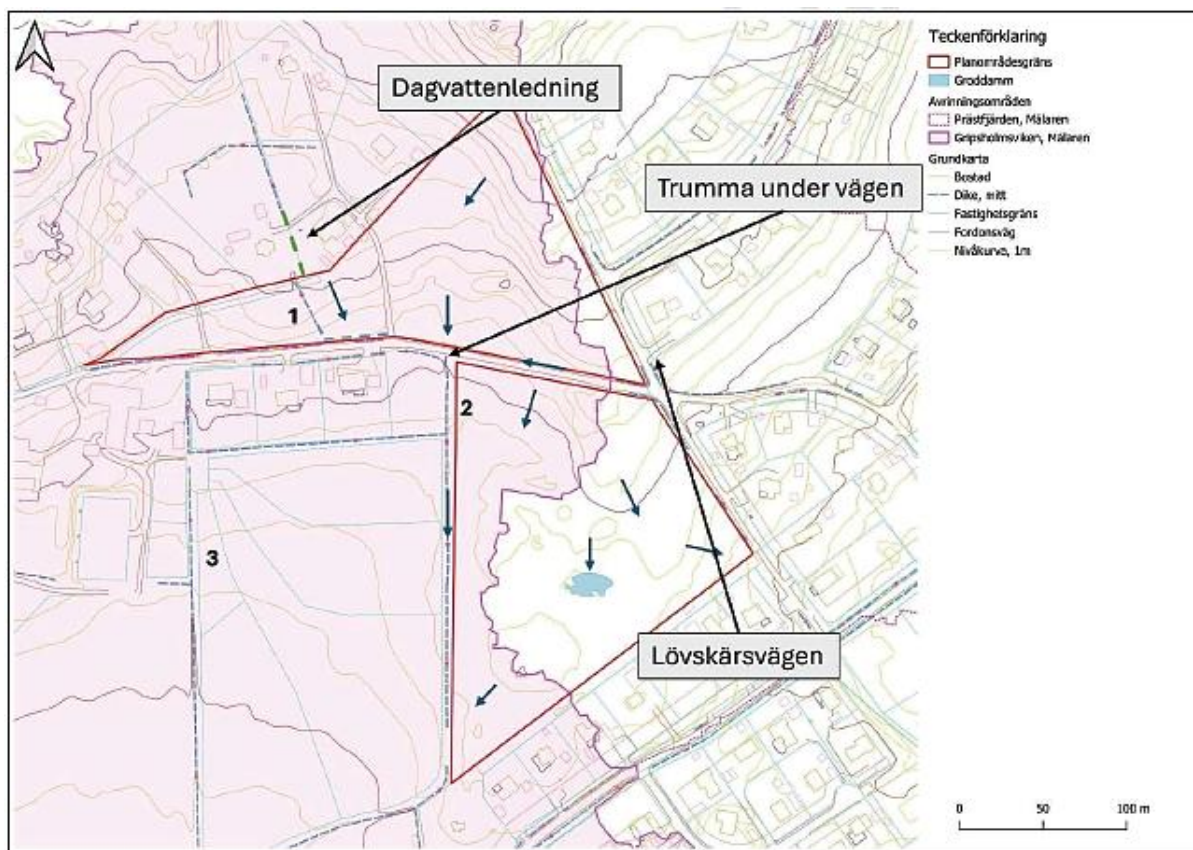 Dagvattenledning
Trumma under vägen
1
2
3
Lövskärsvägen
Teckenförklaring
Planområdesgräns
Groddamm
Avrinningsområden
Prästfjärden, Mälaren
Gripsholmsviken, Mälaren
Grundkarta
Bostad
Dike, mitt
Fastighetsgräns
Fordonsväg
Nivåkurva, 1m
0 50 100 m